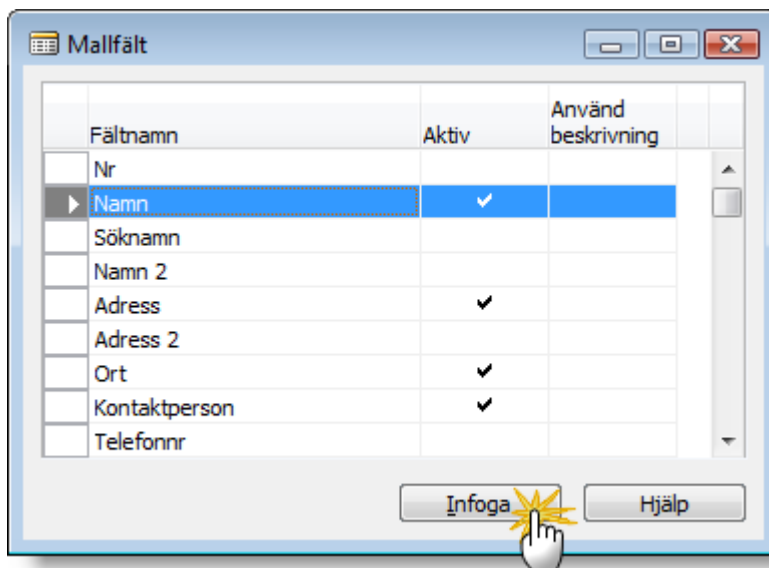 Mallfält
Använd
Fältnamn Aktiv beskrivning
Nr
Namn
Söknamn
Namn 2
Adress
Adress 2
Ort
Kontaktperson
Telefonnr
Infoga Hjälp